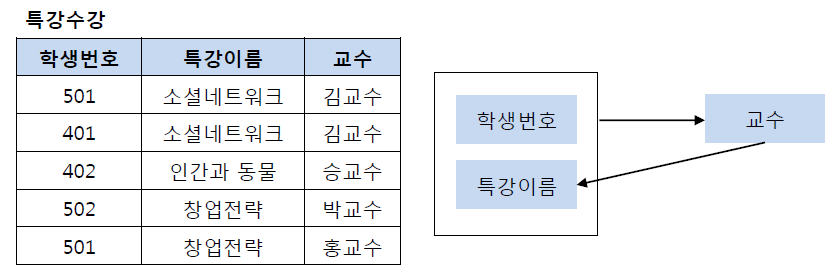 특강수강
학생번호 특강이름 교수
501 소셜네트워크 김교수
401 소셜네트워크 김교수
402 인간과 동물 승교수
502 창업전략 박교수
501 창업전략 홍교수
학생번호
교수
특강이름